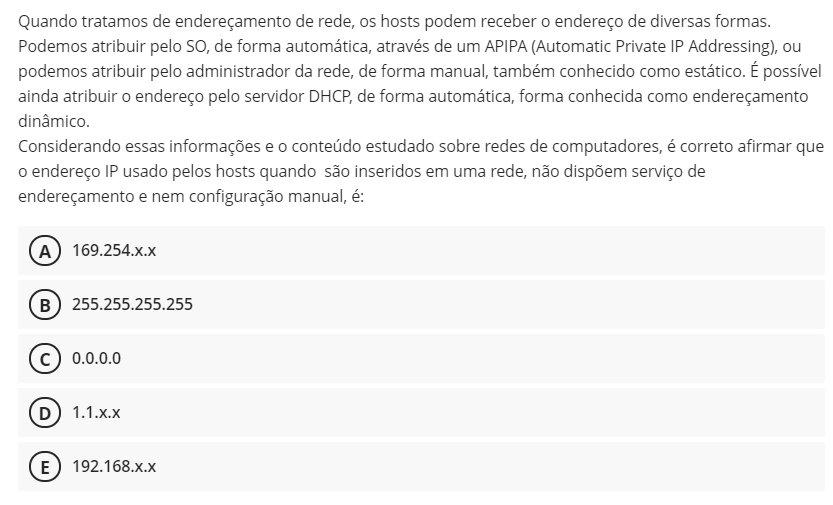 Quando tratamos de endereçamento de rede, os hosts podem receber o endereço de diversas formas.
Podemos atribuir pelo SO, de forma automática, através de um APIPA (Automatic Private IP Addressing), ou
podemos atribuir pelo administrador da rede, de forma manual, também conhecido como estático. É possível
ainda atribuir o endereço pelo servidor DHCP, de forma automática, forma conhecida como endereçamento
dinâmico.
Considerando essas informações e o conteúdo estudado sobre redes de computadores, é correto afirmar que
o endereço IP usado pelos hosts quando são inseridos em uma rede, não dispõem serviço de
endereçamento e nem configuração manual, é:
A 169.254.x.x
B 255.255.255.255
C 0.0.0.0
D 1.1.x.x
E 192.168.x.x